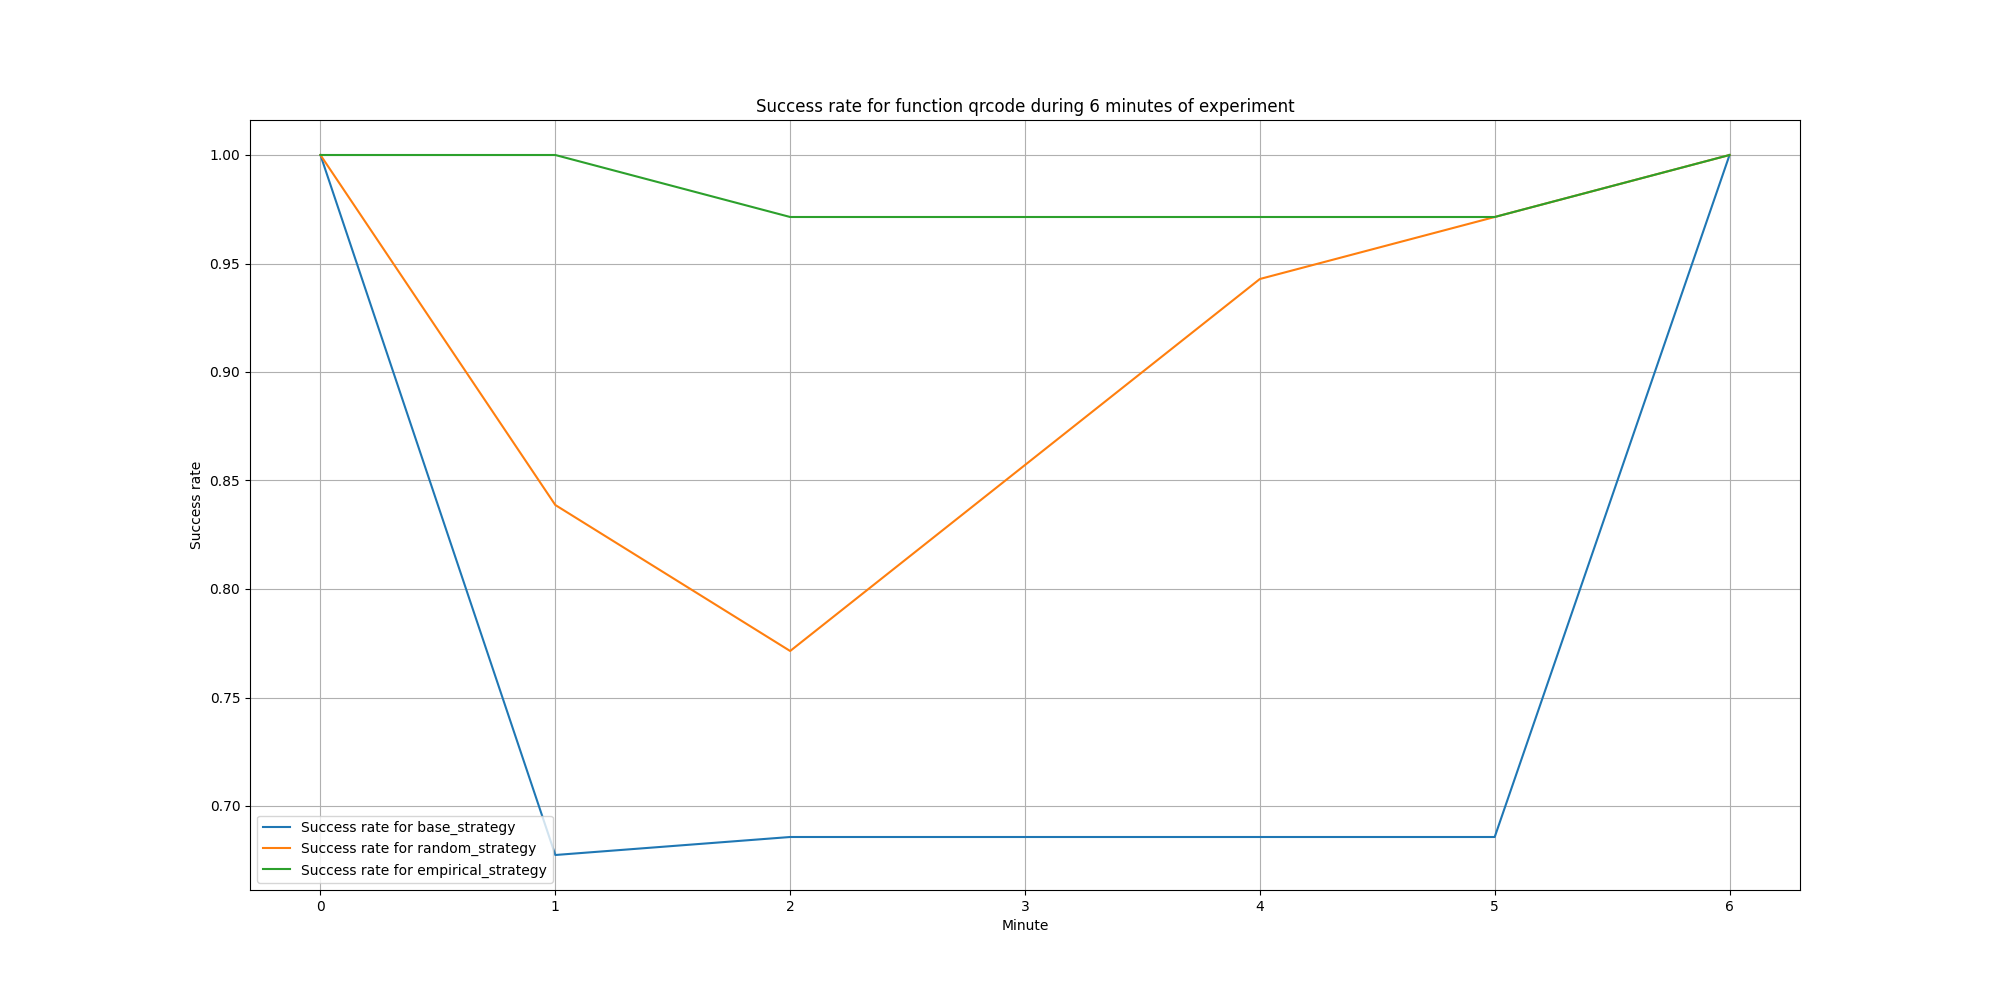 Success rate for function qrcode during 6 minutes of experiment
1.00
0.95
0.90
0.85
0.80
0.75
0.70
Success rate
Success rate for base_strategy
Success rate for random_strategy
Success rate for empirical_strategy
0 1 2 3 4 5 6
Minute